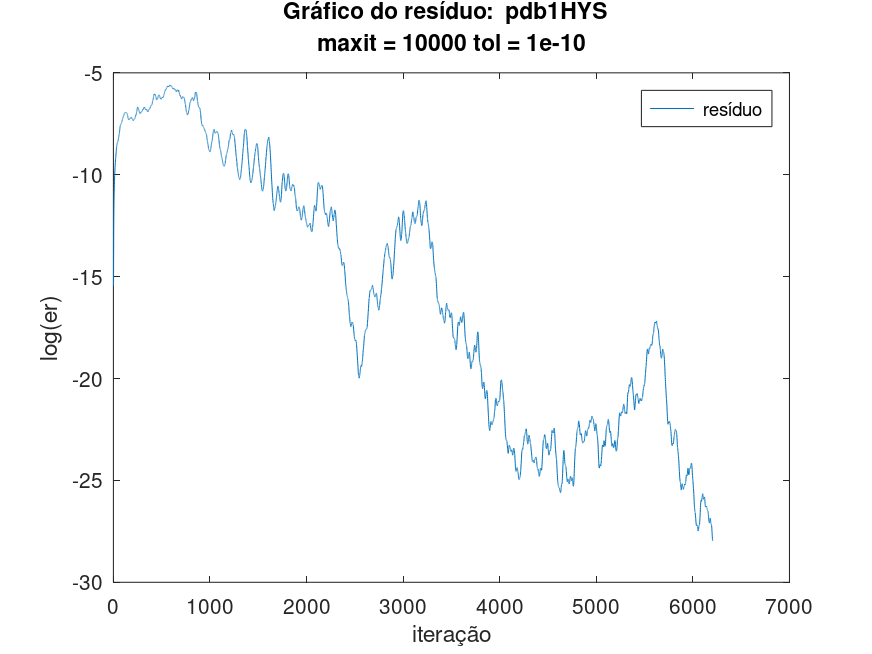 Gráfico do resíduo:  pdb1HYS
maxit = 10000 tol = 1e-10
resíduo
-5
-10
-15
-20
-25
-30
log(er)
0 1000 2000 3000 4000 5000 6000 7000
iteração